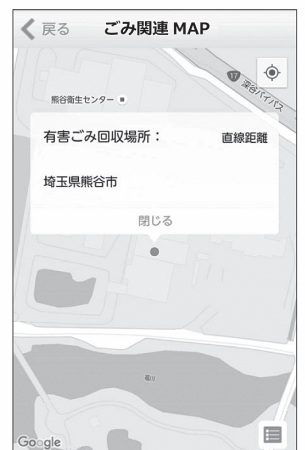 戻る ごみ関連 MAP
17
深谷バイパス
熊谷衛生センター
有害ごみ回収場所： 直線距離
埼玉県熊谷市
閉じる
Google